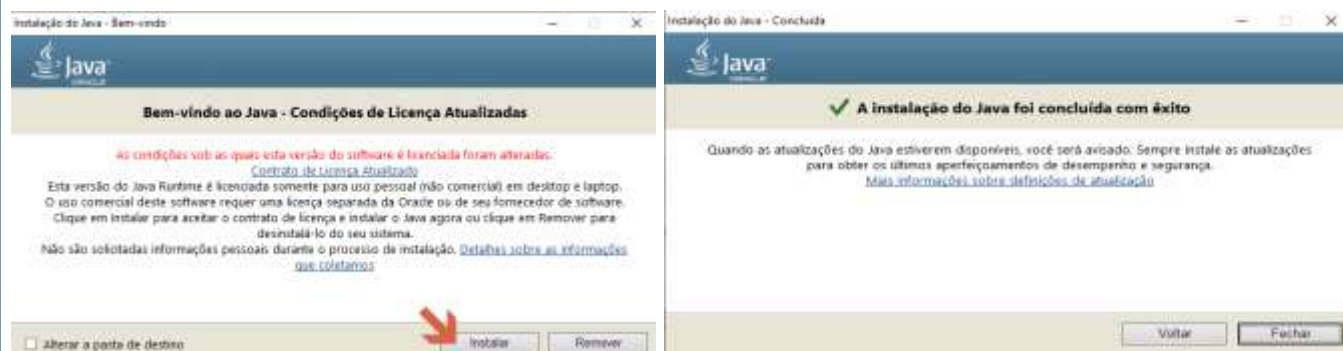 Instalação do Java - Bem-vindo
Java
ORACLE
Bem-vindo ao Java - Condições de Licença Atualizadas
As condições sob as quais esta versão do software é licenciada foram alteradas.
Contrato de Licença Atualizado
Esta versão do Java Runtime é licenciada somente para uso pessoal (não comercial) em desktop e laptop.
O uso comercial deste software requer uma licença separada da Oracle ou de seu fornecedor de software.
Clique em Instalar para aceitar o contrato de licença e instalar o Java agora ou clique em Remover para
desinstalá-lo do seu sistema.
Não são solicitadas informações pessoais durante o processo de instalação. Detalhes sobre as informações
que coletamos
Alterar a pasta de destino
Instalar
Remover
Instalação do Java - Concluída
Java
ORACLE
A instalação do Java foi concluída com êxito
Quando as atualizações do Java estiverem disponíveis, você será avisado. Sempre instale as atualizações
para obter os últimos aperfeiçoamentos de desempenho e segurança.
Mais informações sobre definições de atualização
Voltar
Fechar